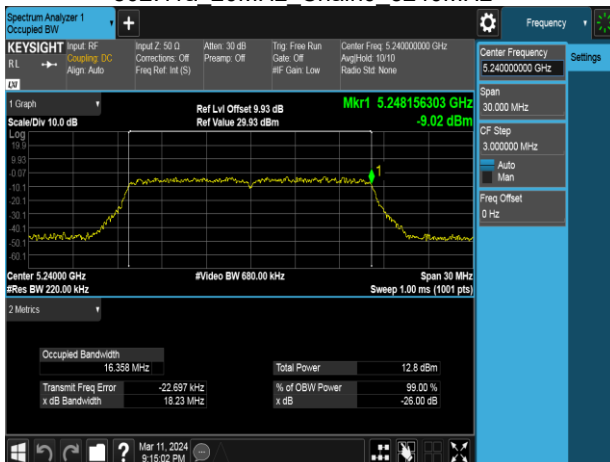 Spectrum Analyzer 1
Occupied BW
+
Frequency
KEYSIGHT
Input: RF
Coupling: DC
Align: Auto
RL
LXI
Input Z: 50 Ω
Corrections: Off
Freq Ref: Int (S)
Atten: 30 dB
Preamp: Off
Trig: Free Run
Gate: Off
#IF Gain: Low
Center Freq: 5.240000000 GHz
Avg|Hold: 10/10
Radio Std: None
Center Frequency
5.240000000 GHz
Settings
Span
30.000 MHz
CF Step
3.000000 MHz
Auto
Man
Freq Offset
0 Hz
1 Graph
Scale/Div 10.0 dB
Ref Lvl Offset 9.93 dB
Ref Value 29.93 dBm
Mkr1 5.248156303 GHz
-9.02 dBm
Log
19.9
9.93
-0.07
-10.1
-20.1
-30.1
-40.1
-50.1
-60.1
1
Center 5.24000 GHz
#Res BW 220.00 kHz
#Video BW 680.00 kHz
Span 30 MHz
Sweep 1.00 ms (1001 pts)
2 Metrics
Occupied Bandwidth
16.358 MHz
Total Power 12.8 dBm
Transmit Freq Error -22.697 kHz
% of OBW Power 99.00 %
x dB Bandwidth 18.23 MHz
x dB -26.00 dB
?
Mar 11, 2024
9:15:02 PM